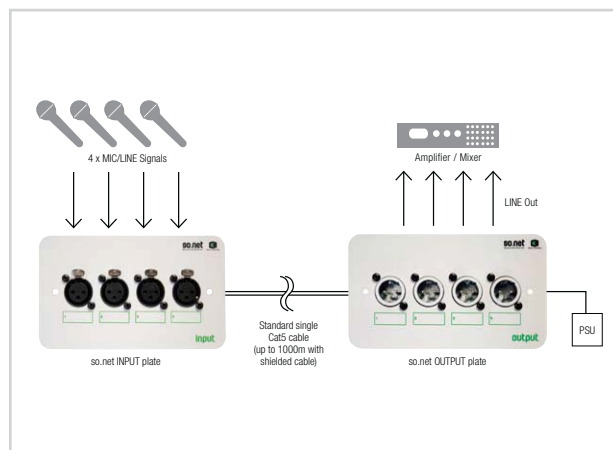 4 x MIC/LINE Signals
Amplifier / Mixer
LINE Out
so.net
input
so.net INPUT plate
Standard single
Cat5 cable
(up to 1000m with
shielded cable)
so.net
output
so.net OUTPUT plate
PSU